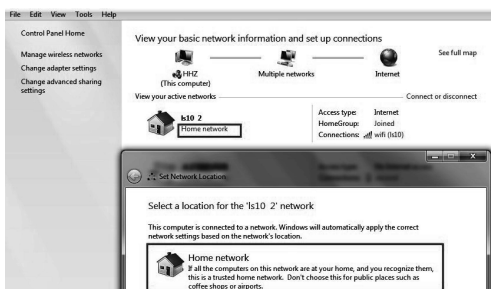 File Edit View Tools Help
Control Panel Home
Manage wireless networks
Change adapter settings
Change advanced sharing
settings
View your basic network information and set up connections
See full map
HHZ
(This computer)
Multiple networks
Internet
View your active networks
Connect or disconnect
ls10 2
Home network
Access type: Internet
HomeGroup: Joined
Connections: wifi (ls10)
Set Network Location
Select a location for the 'ls10 2' network
This computer is connected to a network. Windows will automatically apply the correct
network settings based on the network's location.
Home network
If all the computers on this network are at your home, and you recognize them,
this is a trusted home network. Don't choose this for public places such as
coffee shops or airports.